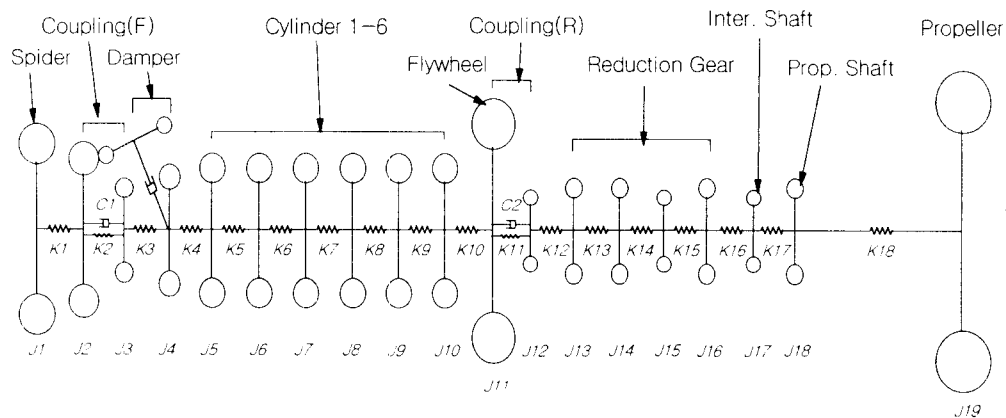 Coupling(F)
Cylinder 1-6
Coupling(R)
Inter. Shaft
Propeller
Spider
Damper
Flywheel
Reduction Gear
Prop. Shaft
C1
C2
K1
K2
K3
K4
K5
K6
K7
K8
K9
K10
K11
K12
K13
K14
K15
K16
K17
K18
J1
J2
J3
J4
J5
J6
J7
J8
J9
J10
J11
J12
J13
J14
J15
J16
J17
J18
J19